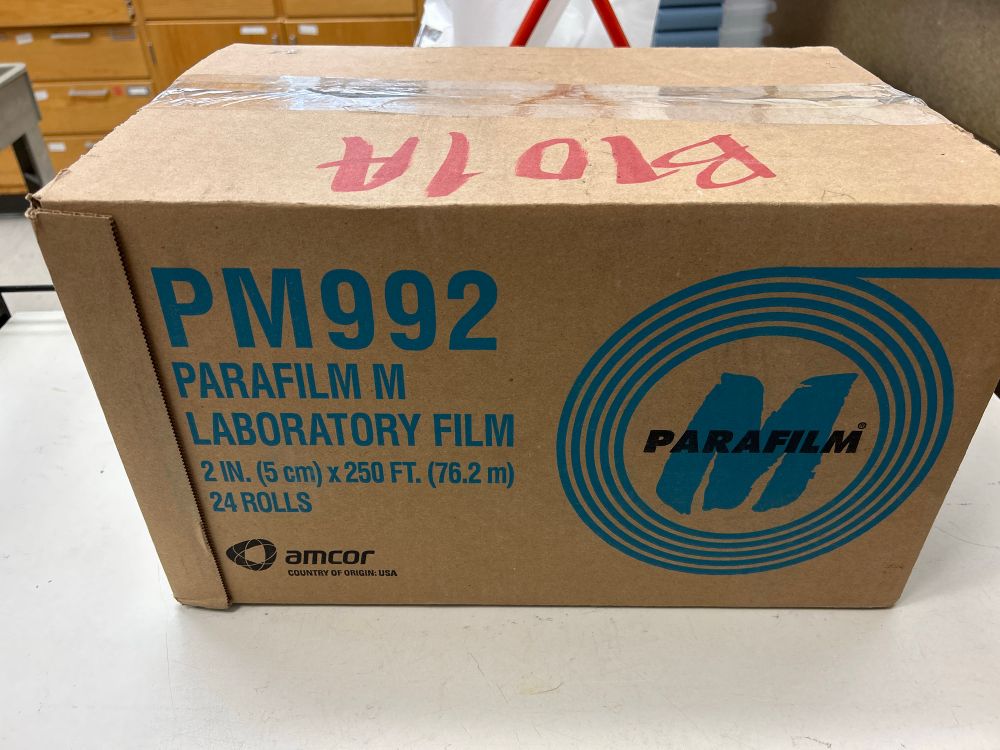 B101A
PM992
PARAFILM M
LABORATORY FILM
2 IN. (5 cm) x 250 FT. (76.2 m)
24 ROLLS
amcor
COUNTRY OF ORIGIN: USA
M
PARAFILM®